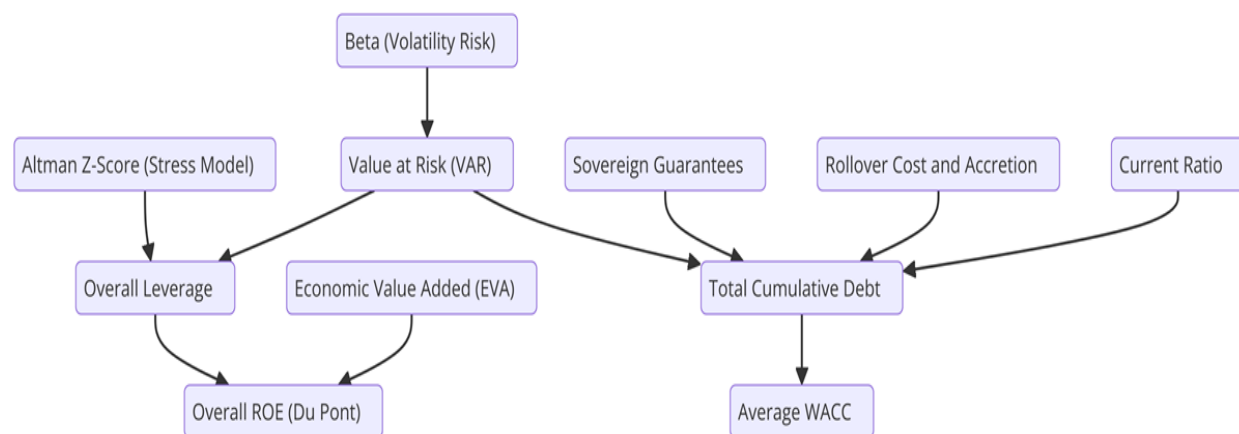 Beta (Volatility Risk)
Altman Z-Score (Stress Model)
Value at Risk (VAR)
Sovereign Guarantees
Rollover Cost and Accretion
Current Ratio
Overall Leverage
Economic Value Added (EVA)
Total Cumulative Debt
Overall ROE (Du Pont)
Average WACC